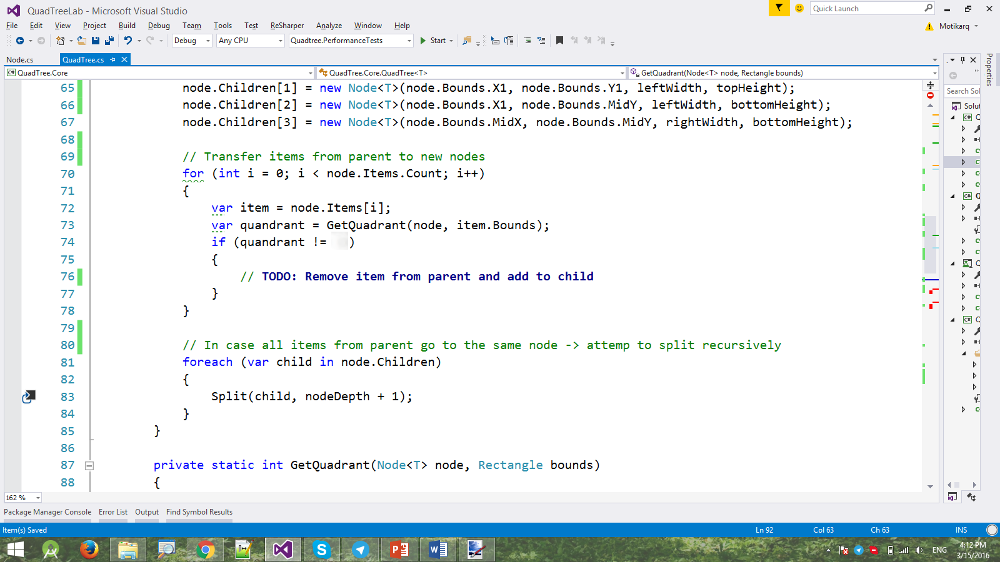 QuadTreeLab - Microsoft Visual Studio
Quick Launch
File Edit View Project Build Debug Team Tools Test ReSharper Analyze Window Help
Motikarq
Debug Any CPU Quadtree.PerformanceTests Start
Node.cs QuadTree.cs
QuadTree.Core QuadTree.Core.QuadTree<T> GetQuadrant(Node<T> node, Rectangle bounds)
Properties
Search Sol
Solut
65 node.Children[1] = new Node<T>(node.Bounds.X1, node.Bounds.Y1, leftWidth, topHeight);
66 node.Children[2] = new Node<T>(node.Bounds.X1, node.Bounds.MidY, leftWidth, bottomHeight);
67 node.Children[3] = new Node<T>(node.Bounds.MidX, node.Bounds.MidY, rightWidth, bottomHeight);
68
69 // Transfer items from parent to new nodes
70 for (int i = 0; i < node.Items.Count; i++)
71 {
72 var item = node.Items[i];
73 var quandrant = GetQuadrant(node, item.Bounds);
74 if (quandrant != )
75 {
76 // TODO: Remove item from parent and add to child
77 }
78 }
79
80 // In case all items from parent go to the same node -> attemp to split recursively
81 foreach (var child in node.Children)
82 {
83 Split(child, nodeDepth + 1);
84 }
85 }
86
87 private static int GetQuadrant(Node<T> node, Rectangle bounds)
88 {
162 %
Package Manager Console Error List Output Find Symbol Results
Item(s) Saved Ln 92 Col 63 Ch 63 INS
ENG 4:12 PM
3/15/2016